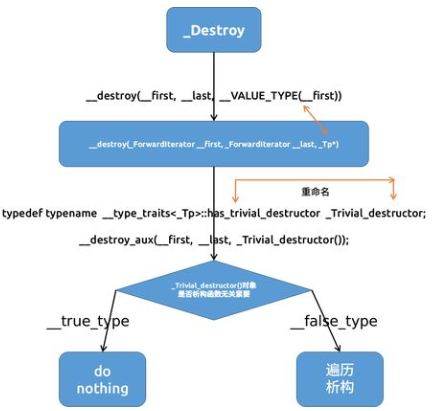 _Destroy
__destroy(__first, __last, __VALUE_TYPE(__first))
__destroy(_ForwardIterator __first, _ForwardIterator __last, _Tp*)
重命名
typedef typename __type_traits<_Tp>::has_trivial_destructor _Trivial_destructor;
__destroy_aux(__first, __last, _Trivial_destructor());
_Trivial_destructor()对象
是否析构函数无关紧要
__true_type
__false_type
do
nothing
遍历
析构